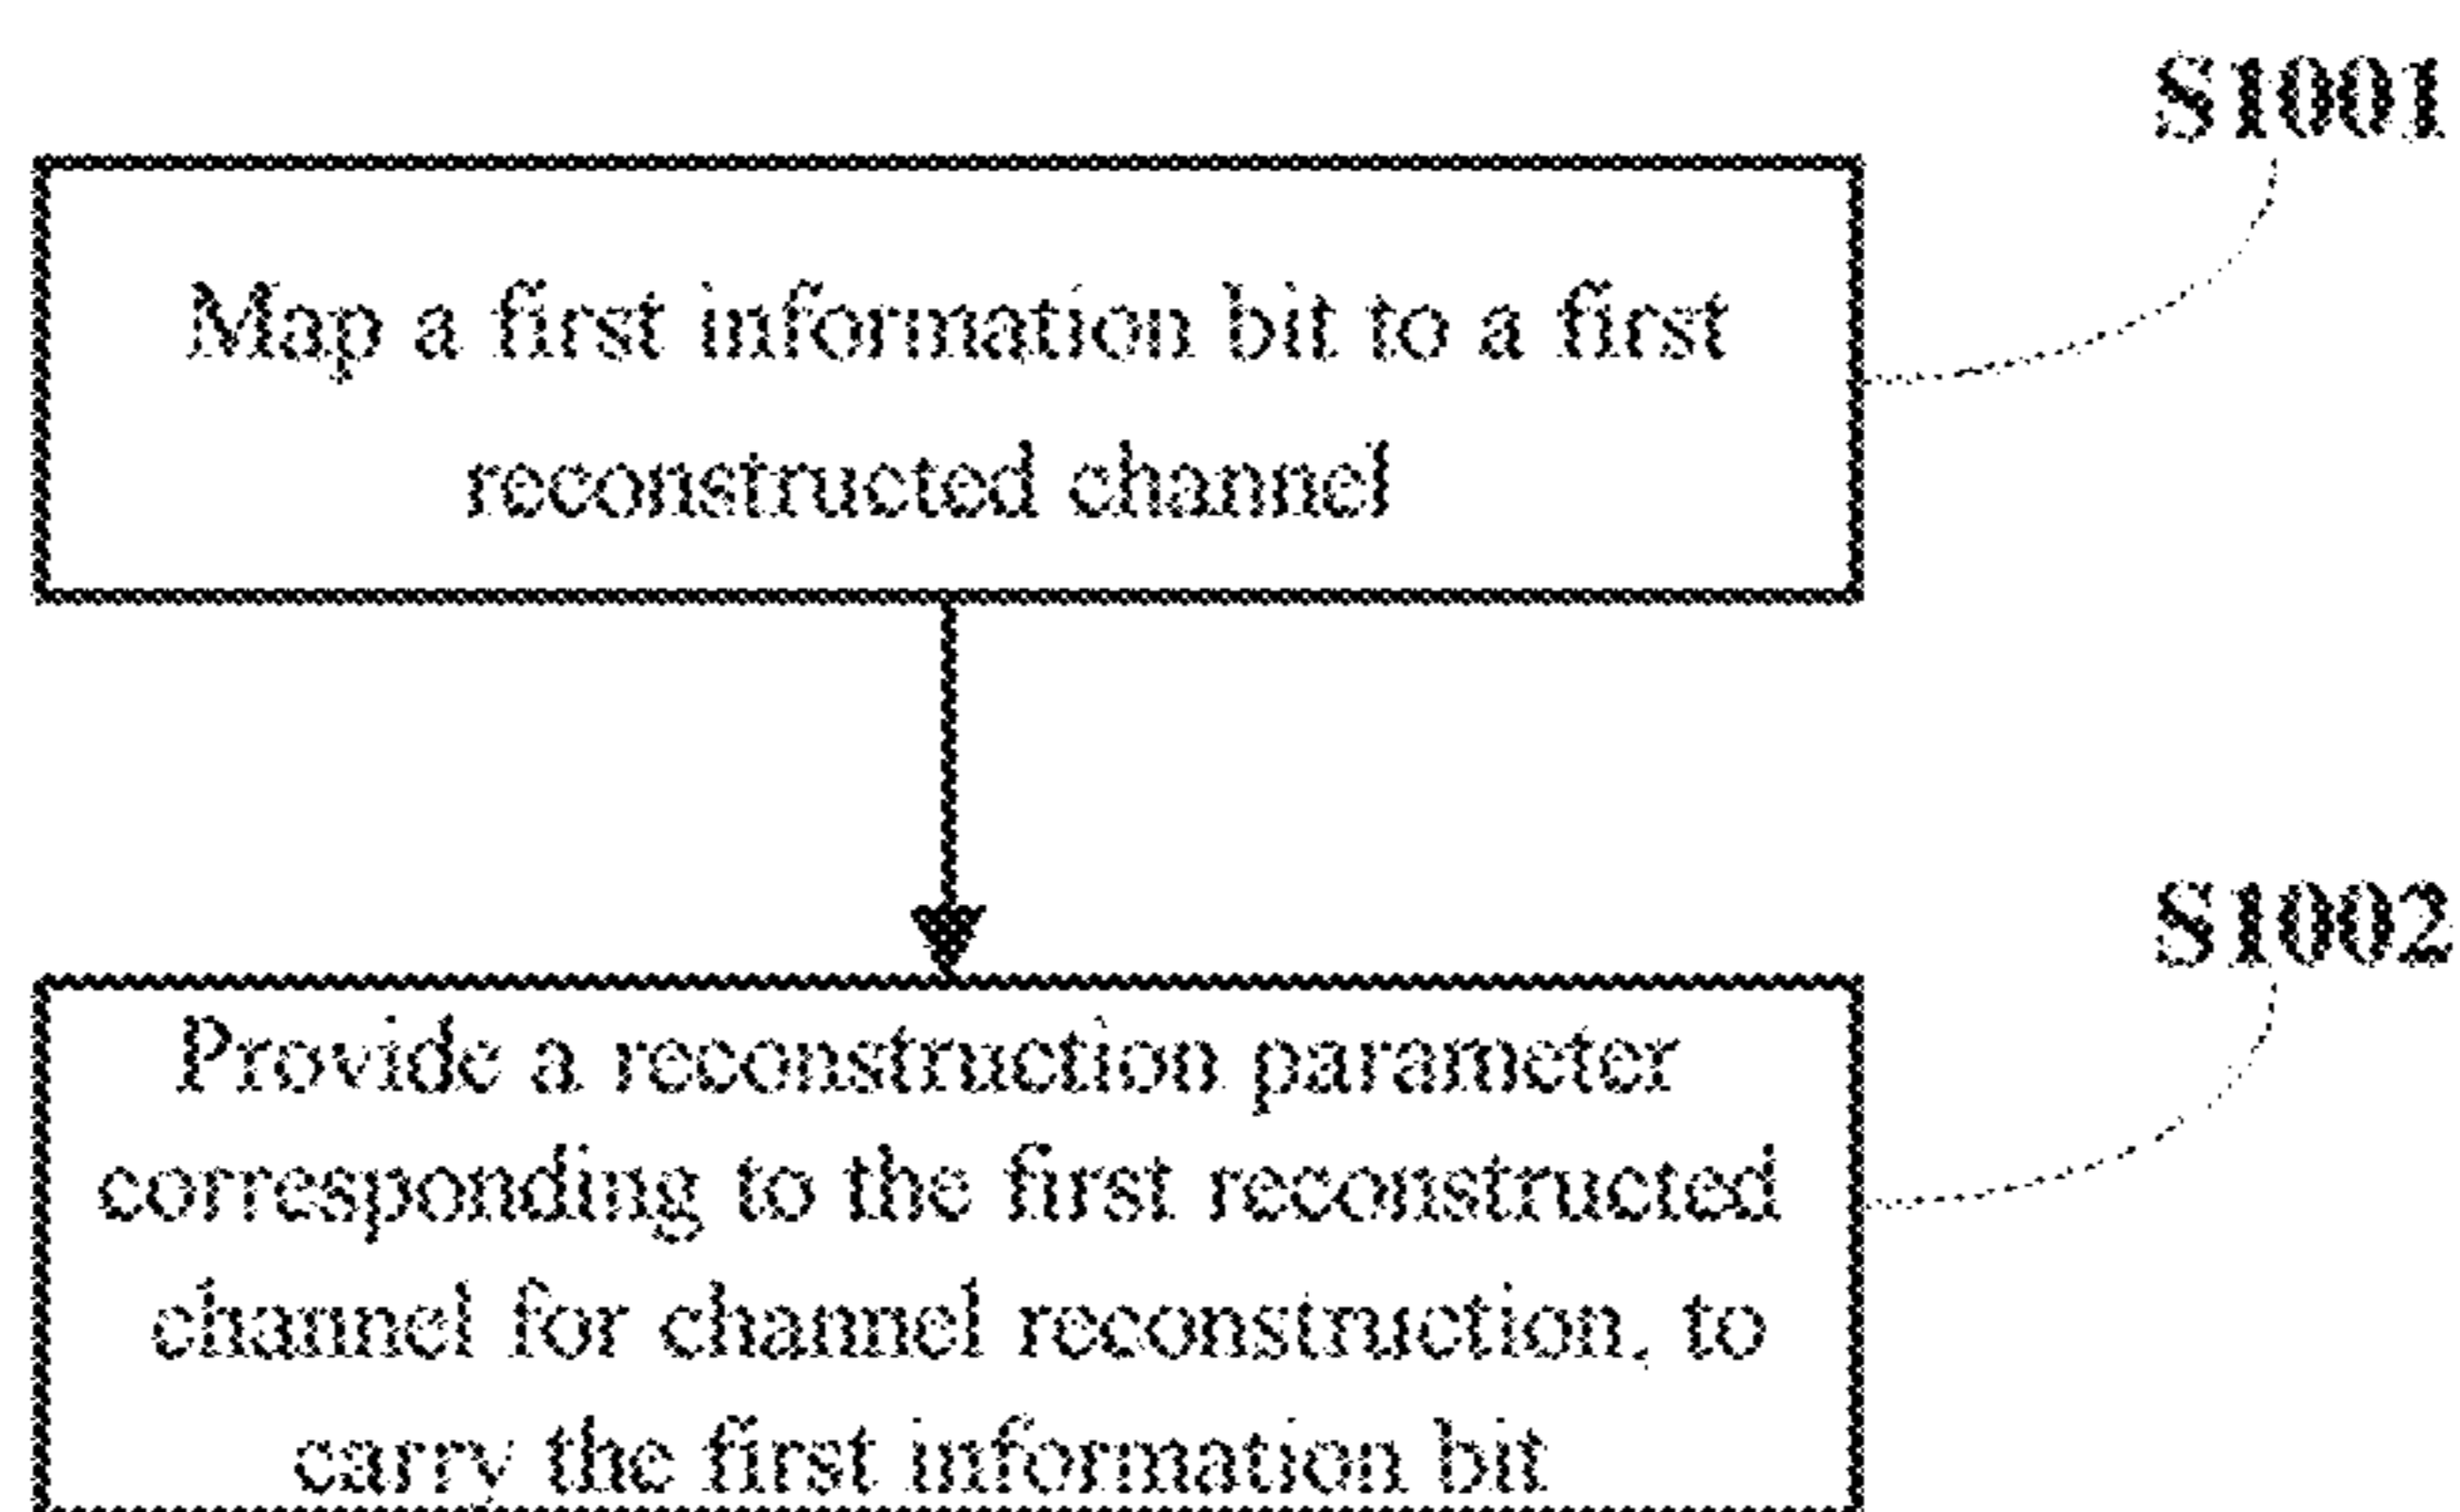 S1001
Map a first information bit to a first
reconstructed channel
S1002
Provide a reconstruction parameter
corresponding to the first reconstructed
channel for channel reconstruction, to
carry the first information bit